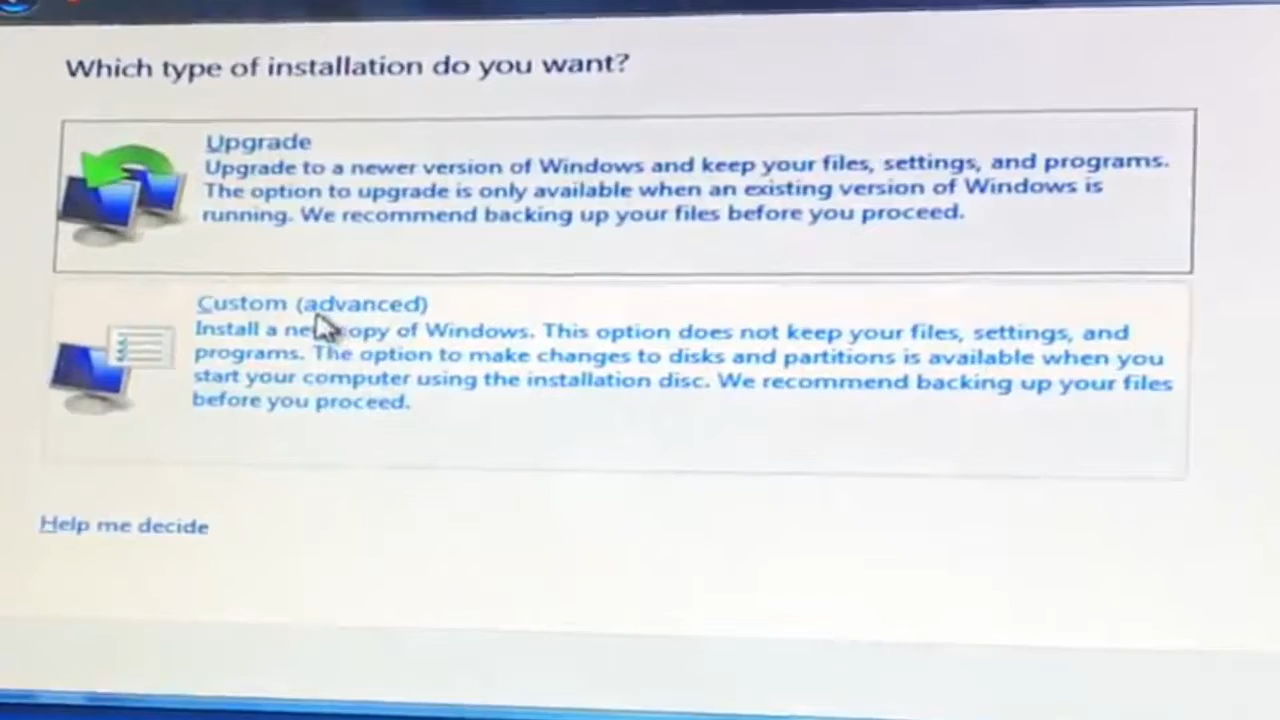 Which type of installation do you want?
Upgrade
Upgrade to a newer version of Windows and keep your files, settings, and programs.
The option to upgrade is only available when an existing version of Windows is
running. We recommend backing up your files before you proceed.
Custom (advanced)
Install a new copy of Windows. This option does not keep your files, settings, and
programs. The option to make changes to disks and partitions is available when you
start your computer using the installation disc. We recommend backing up your files
before you proceed.
Help me decide